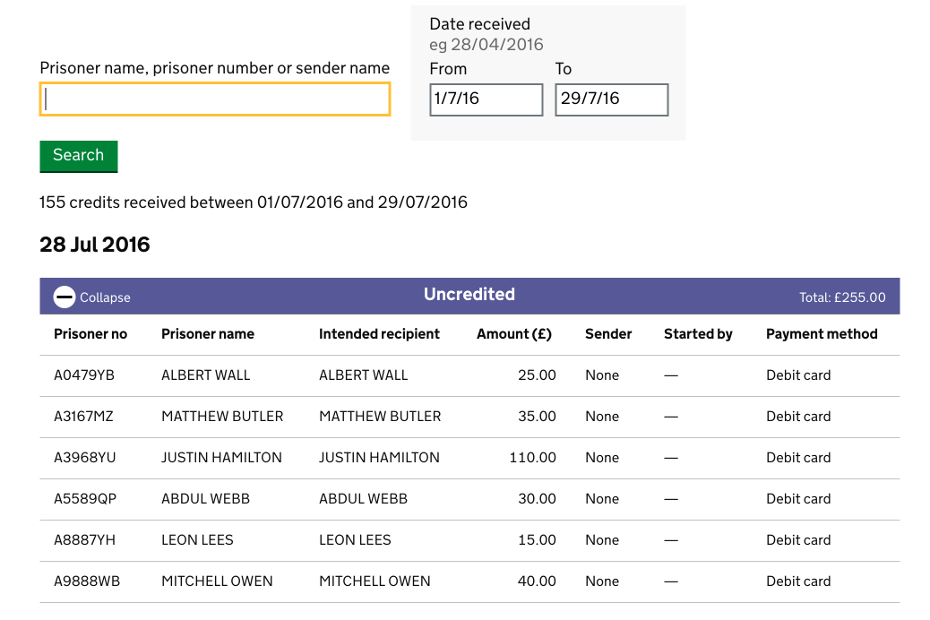 Date received
eg 28/04/2016
Prisoner name, prisoner number or sender name
From To
1/7/16 29/7/16
Search
155 credits received between 01/07/2016 and 29/07/2016
28 Jul 2016
Collapse Uncredited Total: £255.00
Prisoner no Prisoner name Intended recipient Amount (£) Sender Started by Payment method
A0479YB ALBERT WALL ALBERT WALL 25.00 None — Debit card
A3167MZ MATTHEW BUTLER MATTHEW BUTLER 35.00 None — Debit card
A3968YU JUSTIN HAMILTON JUSTIN HAMILTON 110.00 None — Debit card
A5589QP ABDUL WEBB ABDUL WEBB 30.00 None — Debit card
A8887YH LEON LEES LEON LEES 15.00 None — Debit card
A9888WB MITCHELL OWEN MITCHELL OWEN 40.00 None — Debit card